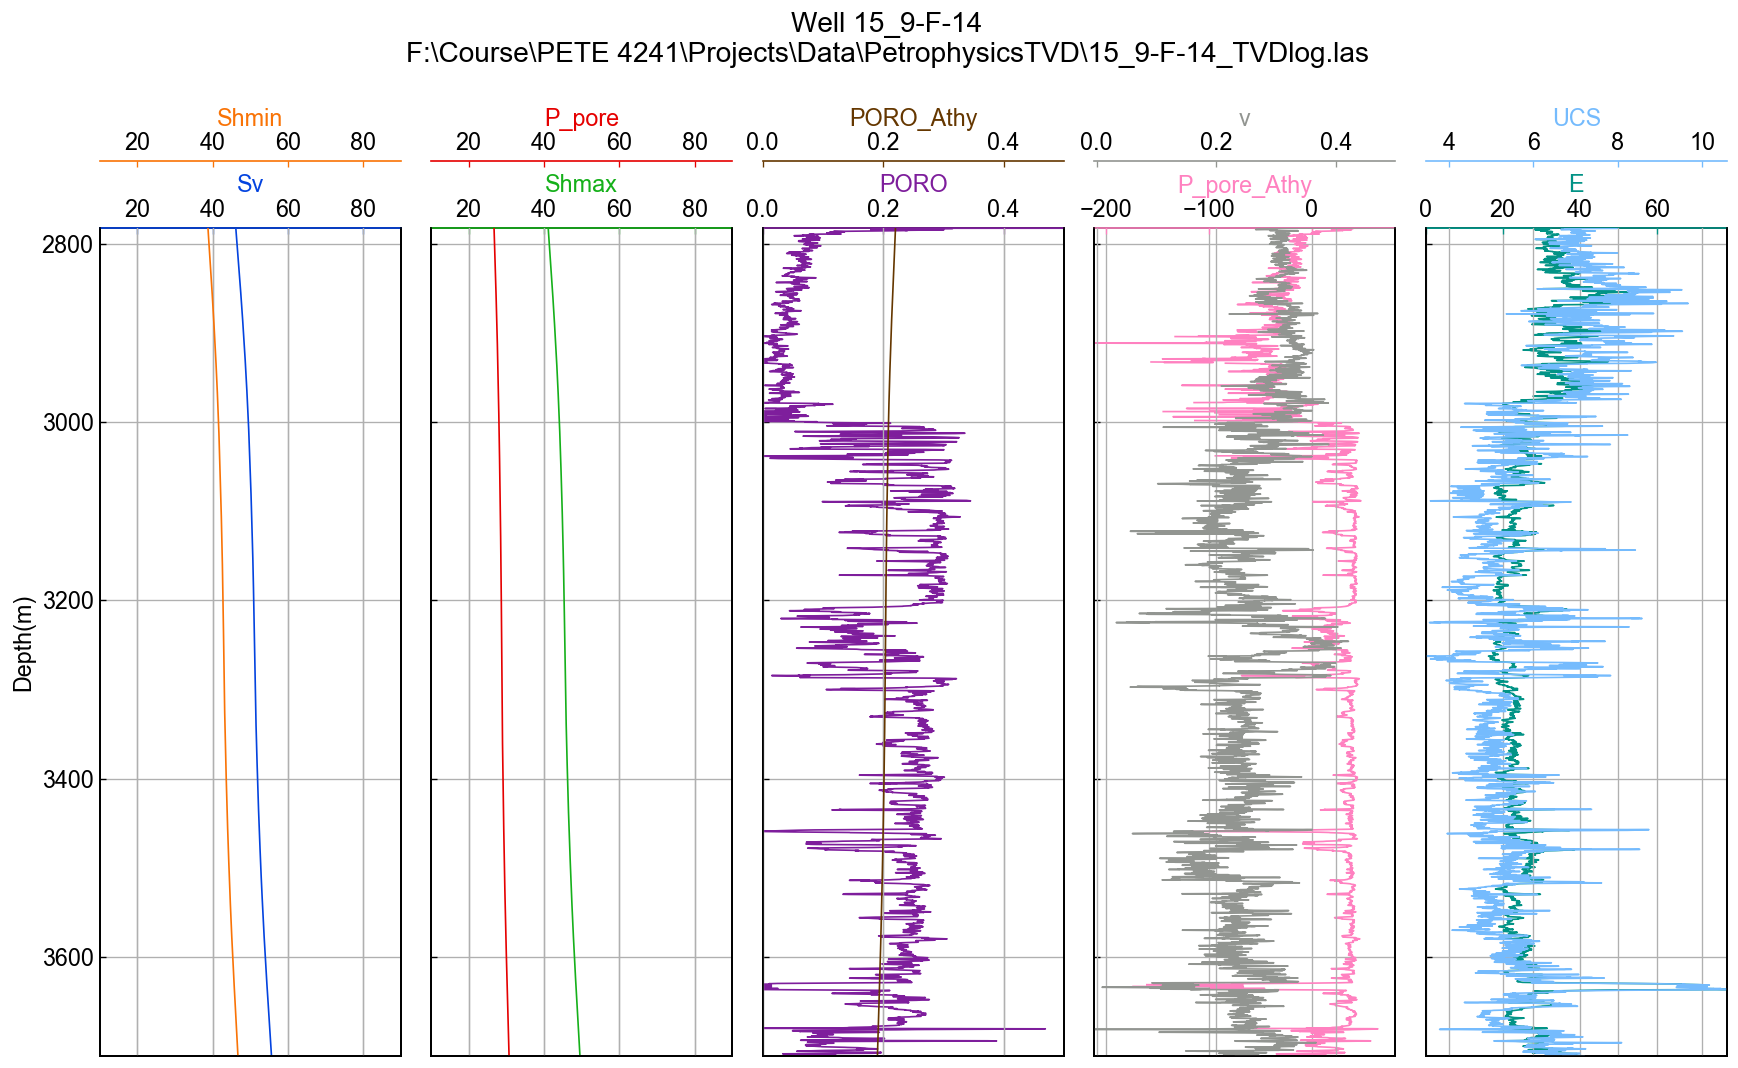 Well 15_9-F-14
F:\Course\PETE 4241\Projects\Data\PetrophysicsTVD\15_9-F-14_TVDlog.las
Shmin P_pore PORO_Athy v UCS
20 40 60 80 20 40 60 80 0.0 0.2 0.4 0.0 0.2 0.4 4 6 8 10
Sv Shmax PORO P_pore_Athy E
20 40 60 80 20 40 60 80 0.0 0.2 0.4 −200 −100 0 0 20 40 60
2800
3000
3200
3400
3600
Depth(m)